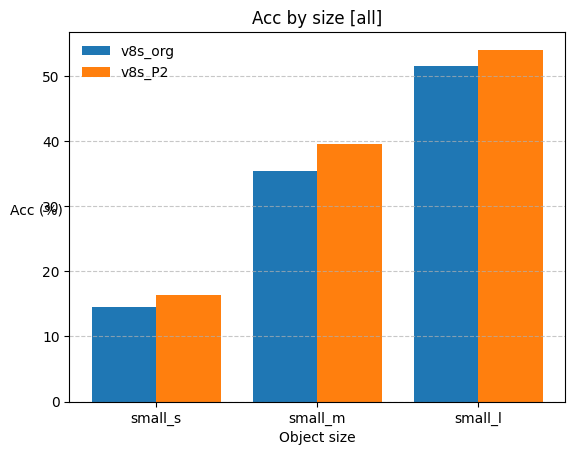 Acc by size [all]
v8s_org
v8s_P2
50
40
30
Acc (%)
20
10
0
small_s
small_m
small_l
Object size